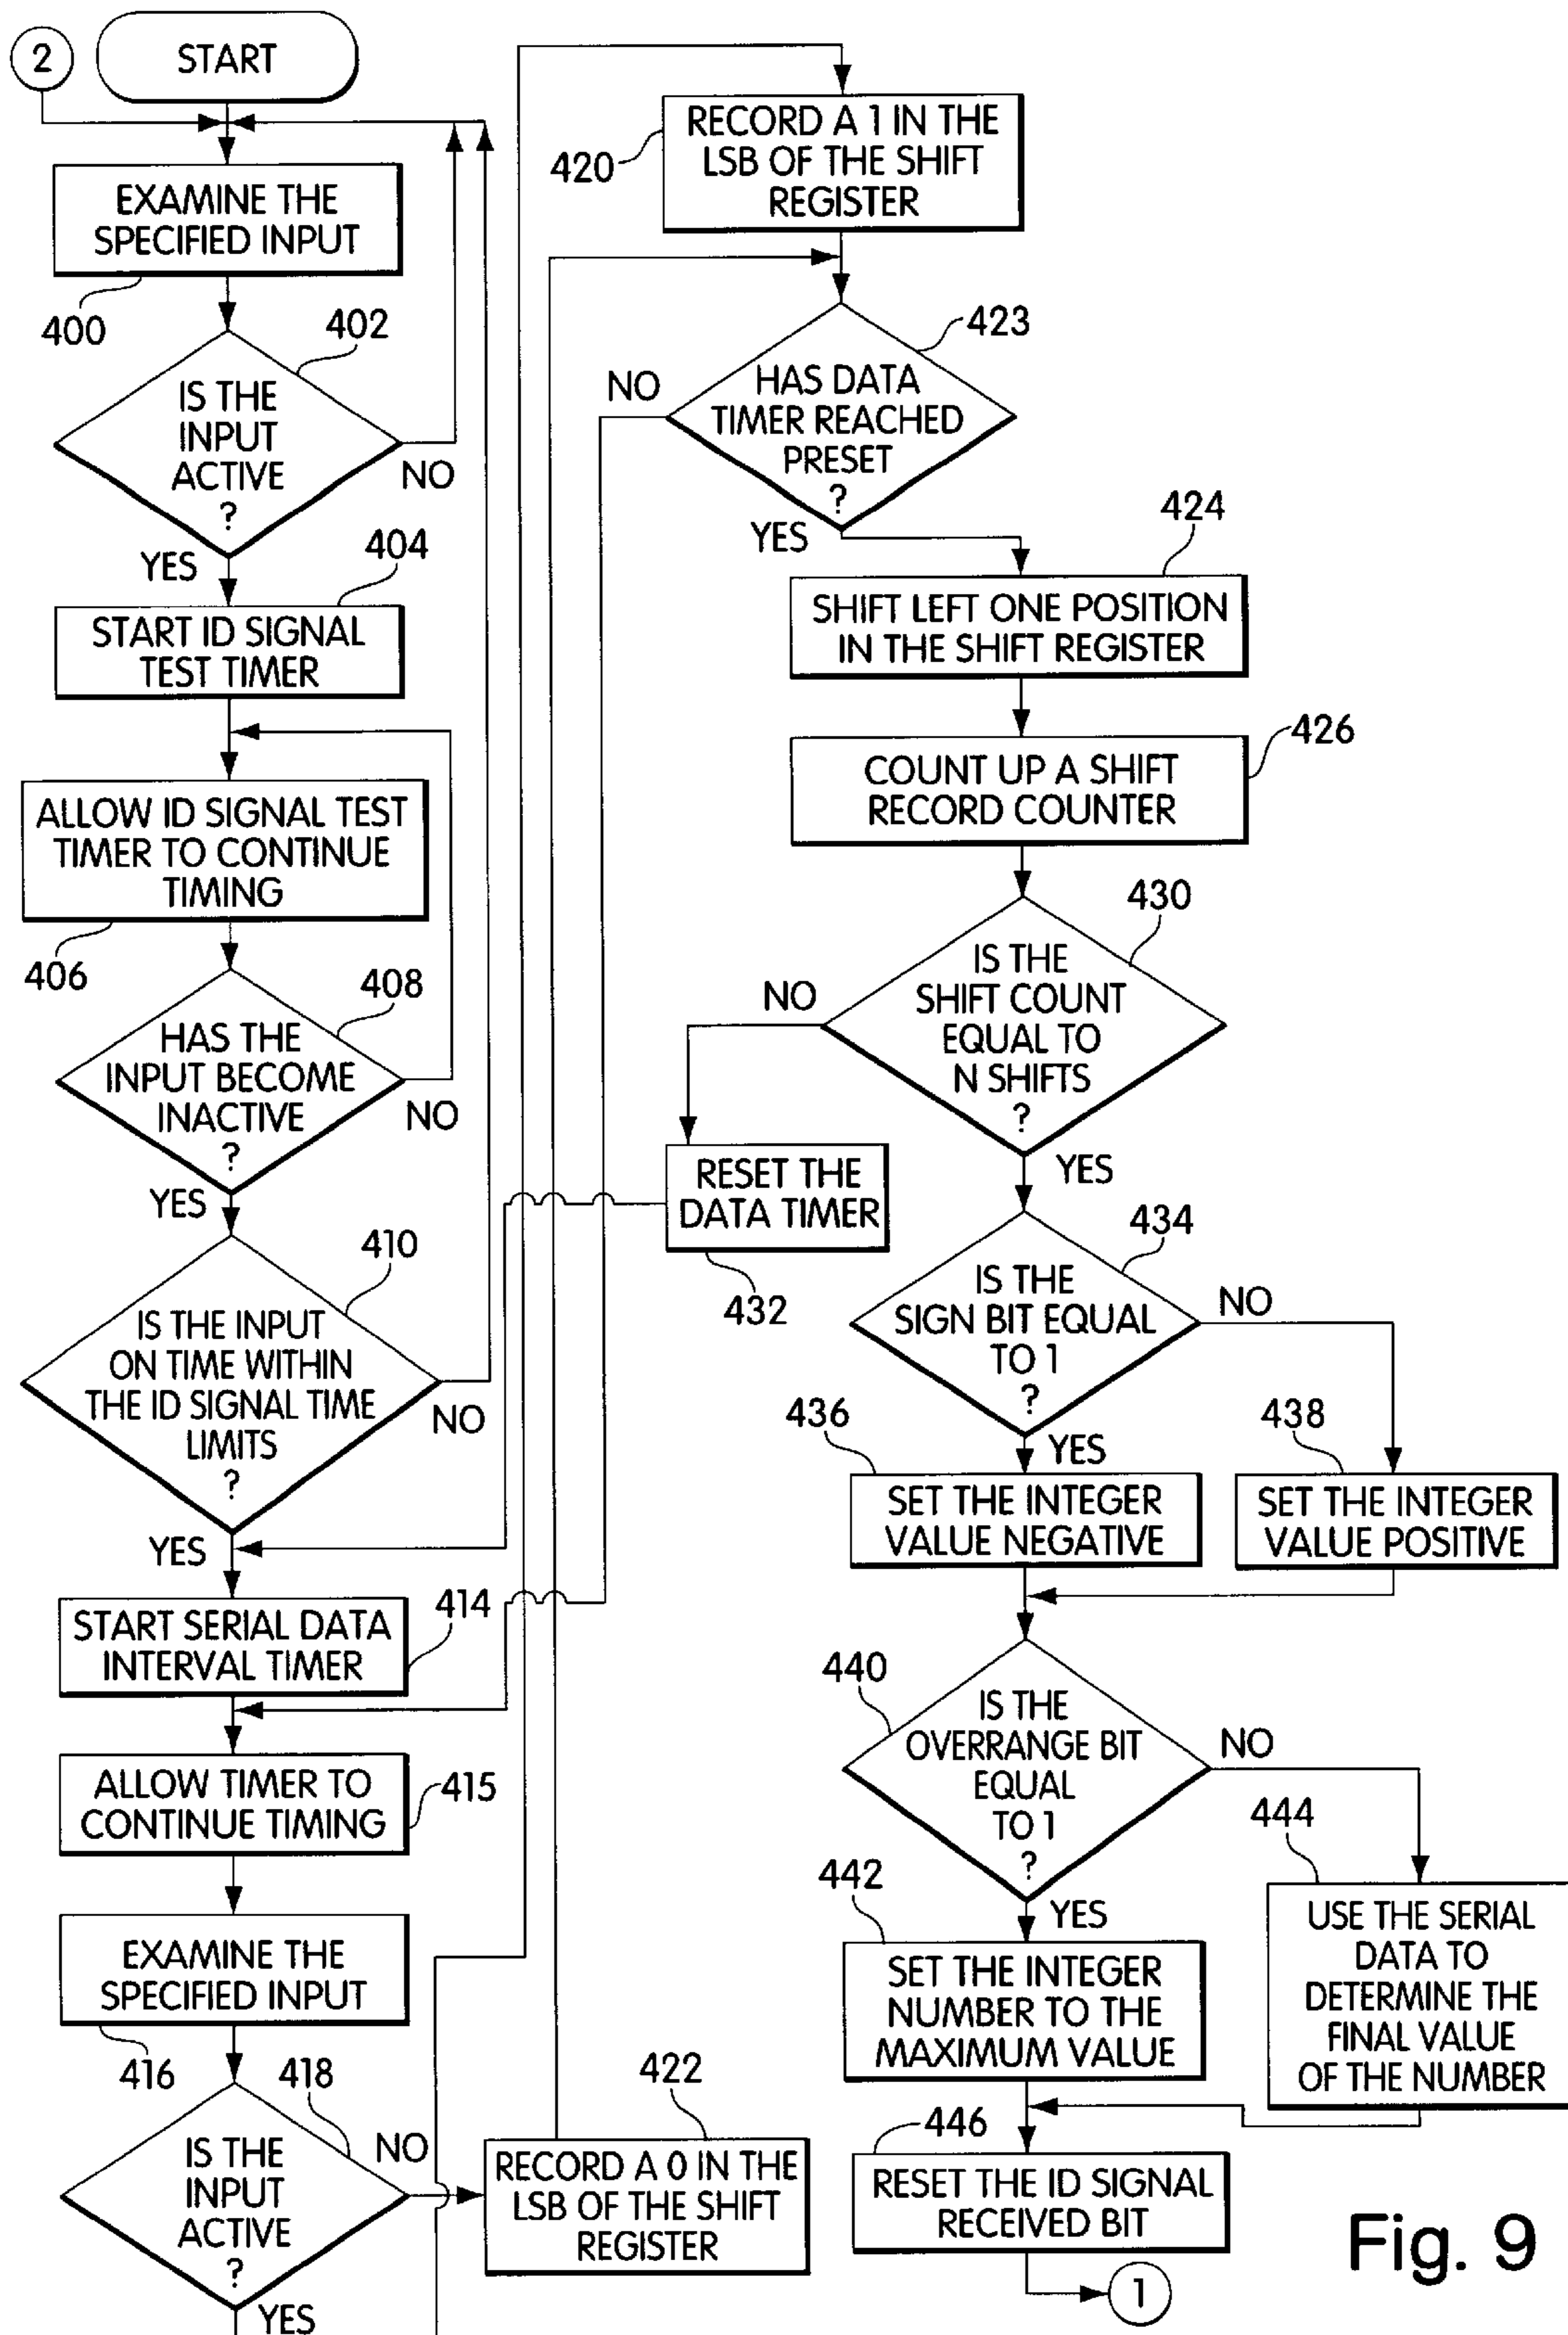 2
START
EXAMINE THE
SPECIFIED INPUT
400
402
IS THE
INPUT
ACTIVE
?
NO
YES
404
START ID SIGNAL
TEST TIMER
ALLOW ID SIGNAL TEST
TIMER TO CONTINUE
TIMING
406
408
HAS THE
INPUT BECOME
INACTIVE
?
NO
YES
410
IS THE INPUT
ON TIME WITHIN
THE ID SIGNAL TIME
LIMITS
?
NO
YES
414
START SERIAL DATA
INTERVAL TIMER
ALLOW TIMER TO
CONTINUE TIMING
415
EXAMINE THE
SPECIFIED INPUT
416
418
IS THE
INPUT
ACTIVE
?
NO
YES
422
RECORD A 0 IN THE
LSB OF THE SHIFT
REGISTER
RECORD A 1 IN THE
LSB OF THE SHIFT
REGISTER
420
423
HAS DATA
TIMER REACHED
PRESET
?
NO
YES
424
SHIFT LEFT ONE POSITION
IN THE SHIFT REGISTER
426
COUNT UP A SHIFT
RECORD COUNTER
430
IS THE
SHIFT COUNT
EQUAL TO
N SHIFTS
?
NO
YES
RESET THE
DATA TIMER
432
434
IS THE
SIGN BIT EQUAL
TO 1
?
NO
YES
436
SET THE INTEGER
VALUE NEGATIVE
438
SET THE INTEGER
VALUE POSITIVE
440
IS THE
OVERRANGE BIT
EQUAL
TO 1
?
NO
YES
442
SET THE INTEGER
NUMBER TO THE
MAXIMUM VALUE
444
USE THE SERIAL
DATA TO
DETERMINE THE
FINAL VALUE
OF THE NUMBER
446
RESET THE ID SIGNAL
RECEIVED BIT
1
Fig. 9